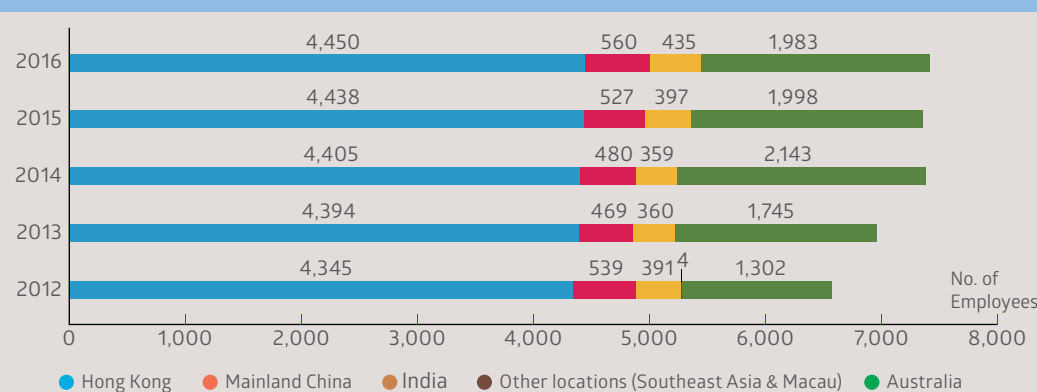 4,450 560 435 1,983
2016
4,438 527 397 1,998
2015
4,405 480 359 2,143
2014
4,394 469 360 1,745
2013
4,345 539 391 4 1,302
2012
No. of
Employees
0 1,000 2,000 3,000 4,000 5,000 6,000 7,000 8,000
Hong Kong Mainland China India Other locations (Southeast Asia & Macau) Australia